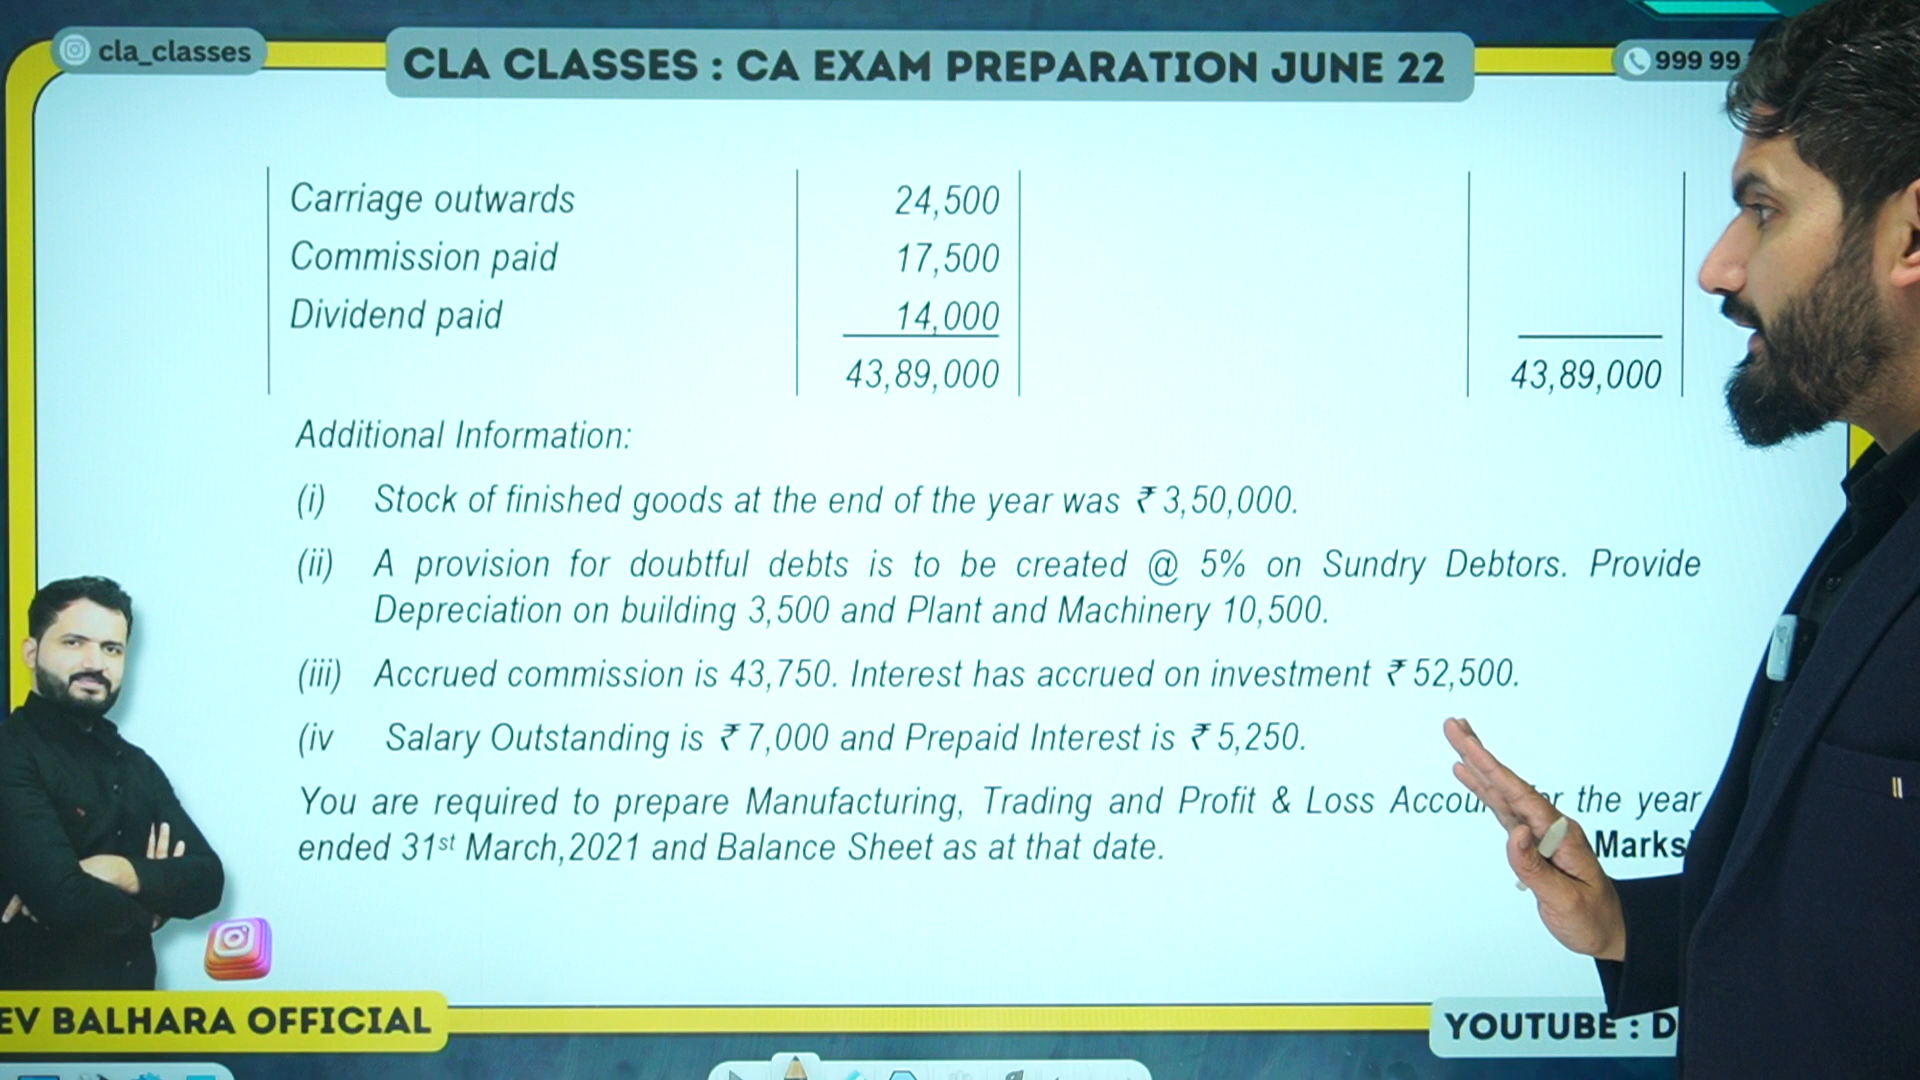 cla_classes
CLA CLASSES : CA EXAM PREPARATION JUNE 22
999 99
Carriage outwards 24,500
Commission paid 17,500
Dividend paid 14,000
43,89,000 43,89,000
Additional Information:
(i) Stock of finished goods at the end of the year was ₹ 3,50,000.
(ii) A provision for doubtful debts is to be created @ 5% on Sundry Debtors. Provide
Depreciation on building 3,500 and Plant and Machinery 10,500.
(iii) Accrued commission is 43,750. Interest has accrued on investment ₹ 52,500.
(iv Salary Outstanding is ₹ 7,000 and Prepaid Interest is ₹ 5,250.
You are required to prepare Manufacturing, Trading and Profit & Loss the year
ended 31st March,2021 and Balance Sheet as at that date. Marks
EV BALHARA OFFICIAL
YOUTUBE : D